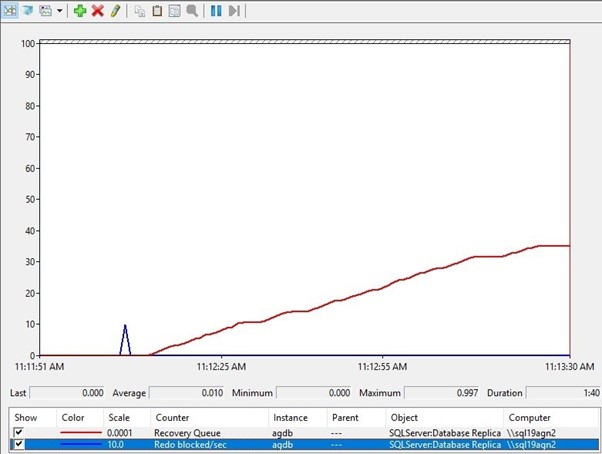 100
90
80
70
60
50
40
30
20
10
0
11:11:51 AM 11:12:25 AM 11:12:55 AM 11:13:30 AM
Last 0.000 Average 0.010 Minimum 0.000 Maximum 0.997 Duration 1:40
Show Color Scale Counter Instance Parent Object Computer
0.0001 Recovery Queue agdb --- SQLServer:Database Replica \\sql19agn2
10.0 Redo blocked/sec agdb --- SQLServer:Database Replica \\sql19agn2